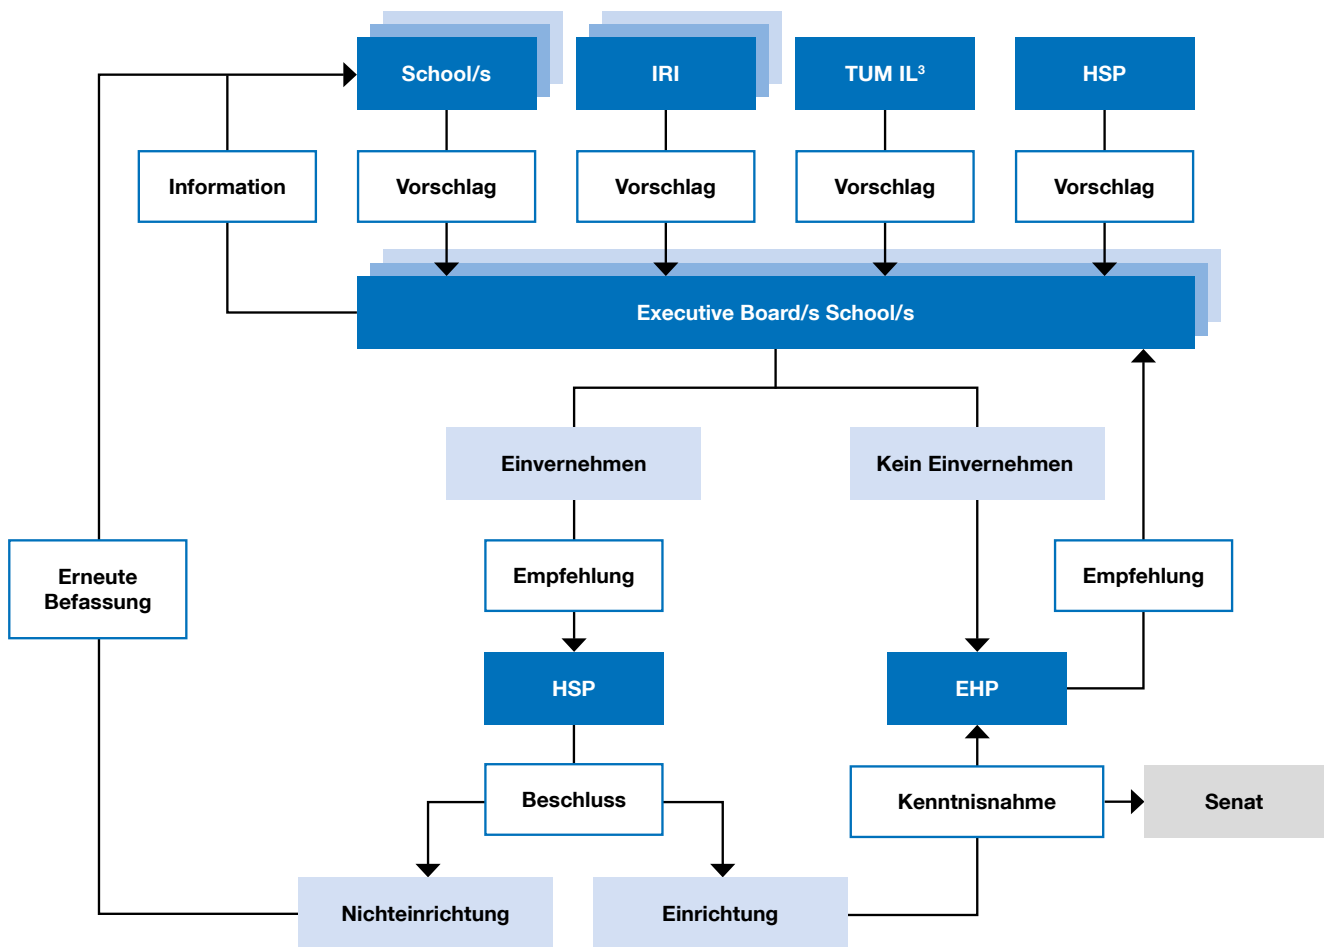 School/s
IRI
TUM IL³
HSP
Information
Vorschlag
Vorschlag
Vorschlag
Vorschlag
Executive Board/s School/s
Einvernehmen
Kein Einvernehmen
Erneute
Befassung
Empfehlung
Empfehlung
HSP
EHP
Beschluss
Kenntnisnahme
Senat
Nichteinrichtung
Einrichtung